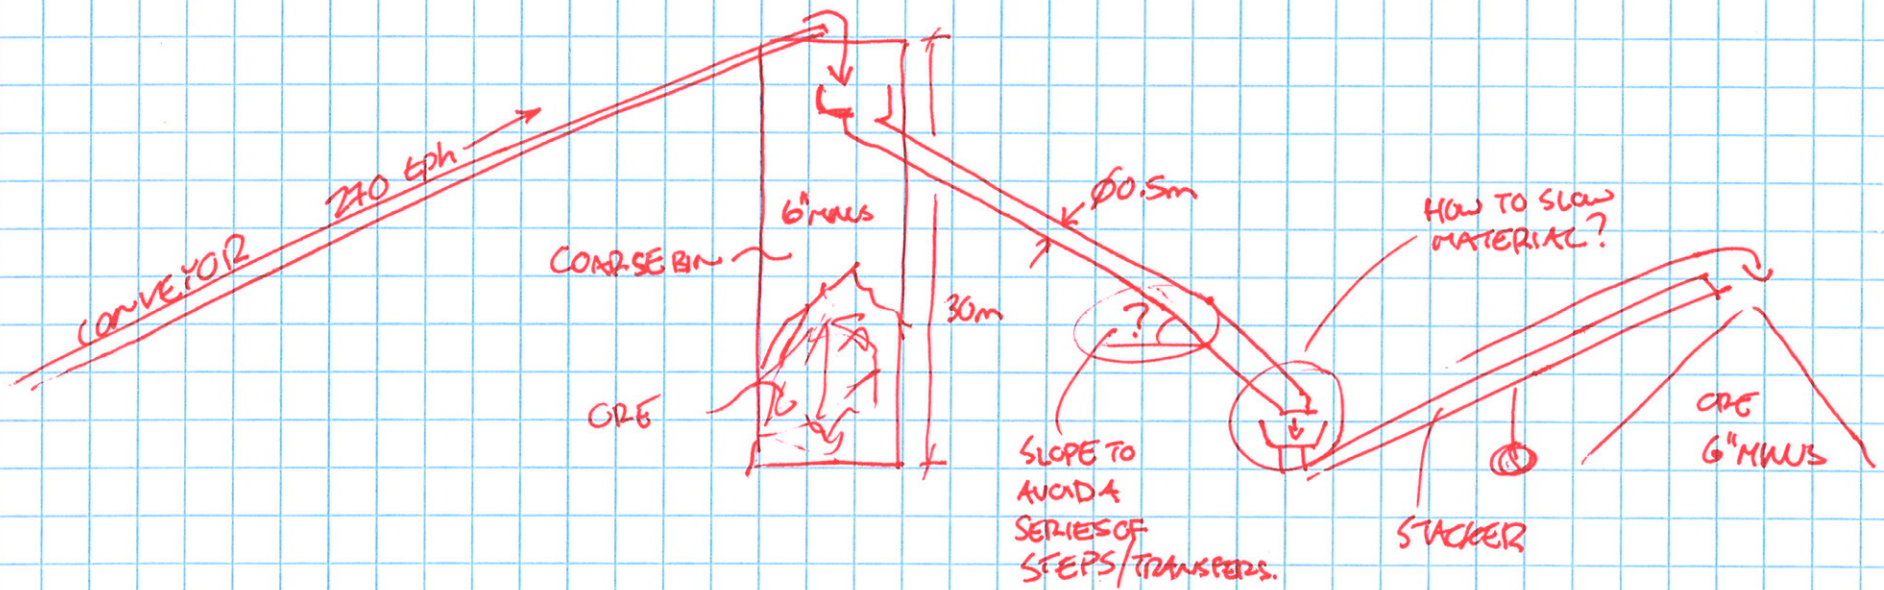 CONVEYOR
270 tph
6" MINUS
COARSE BIN
ORE
30m
Ø0.5m
?
SLOPE TO
AVOID A
SERIES OF
STEPS/TRANSFERS.
HOW TO SLOW
MATERIAL?
STACKER
ORE
6" MINUS